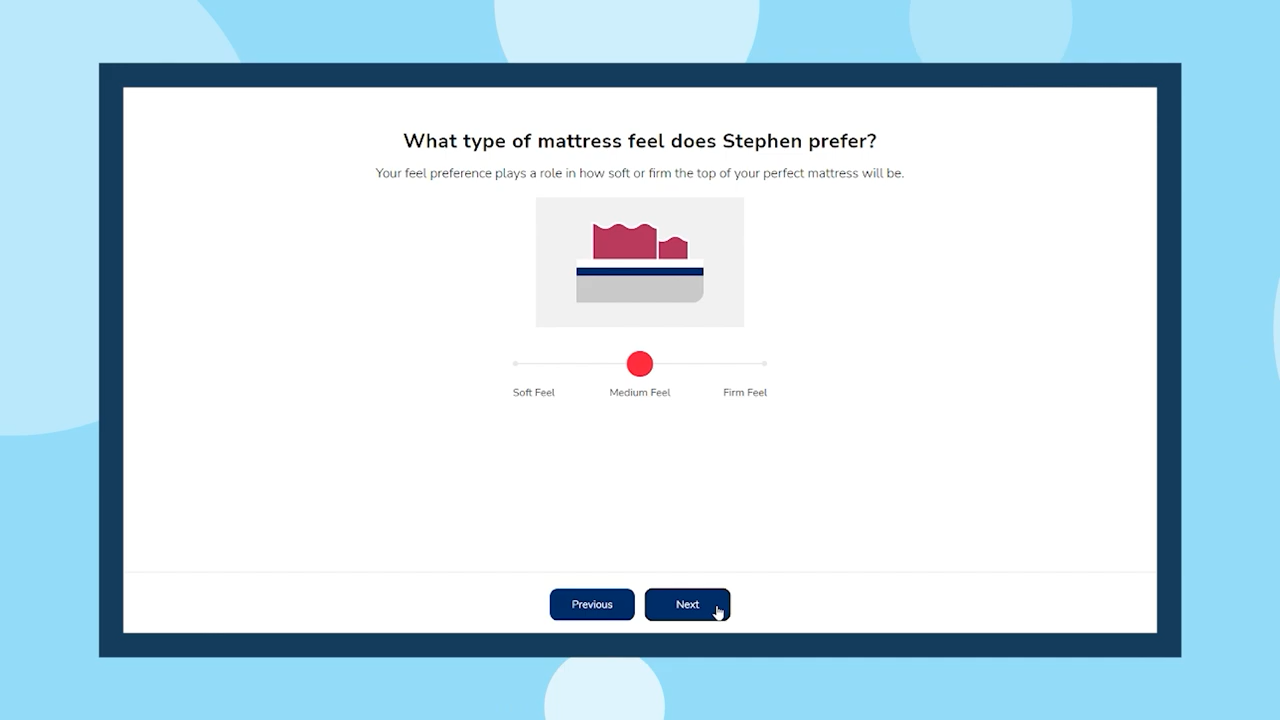 What type of mattress feel does Stephen prefer?
Your feel preference plays a role in how soft or firm the top of your perfect mattress will be.
Soft Feel Medium Feel Firm Feel
Previous Next